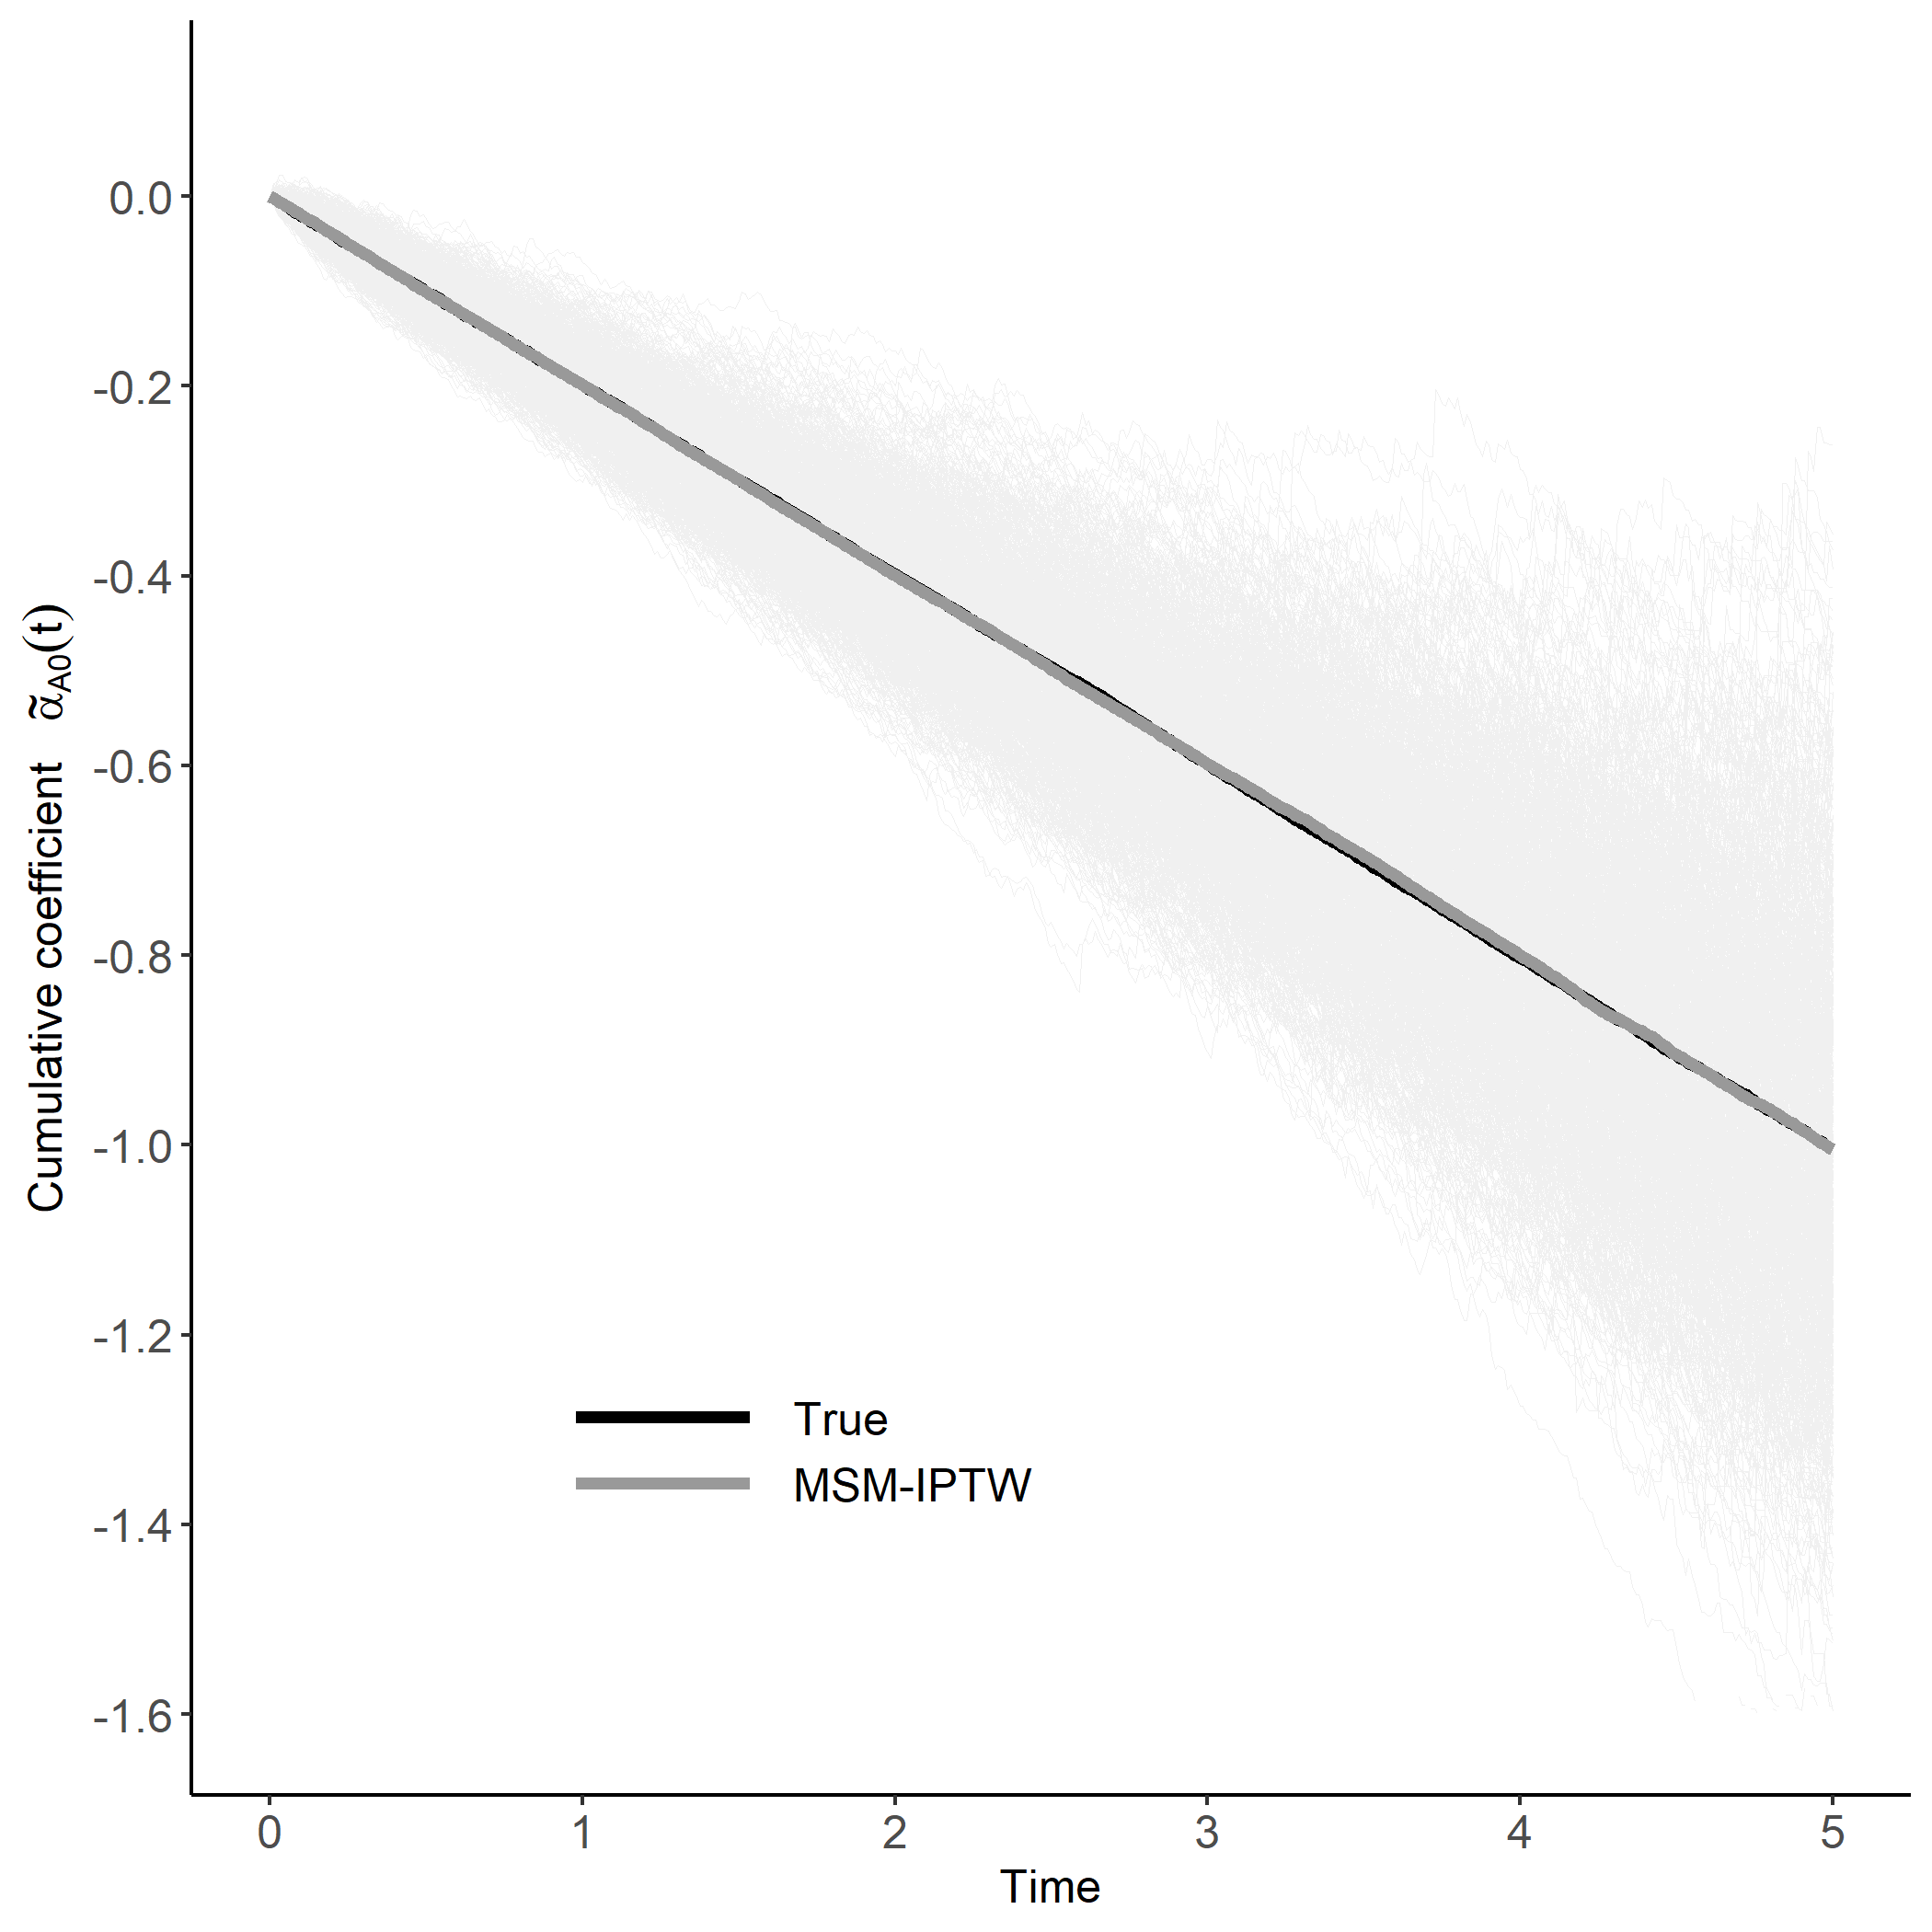 Cumulative coefficient α̃A0(t)
0.0
-0.2
-0.4
-0.6
-0.8
-1.0
-1.2
-1.4
-1.6
True
MSM-IPTW
0 1 2 3 4 5
Time